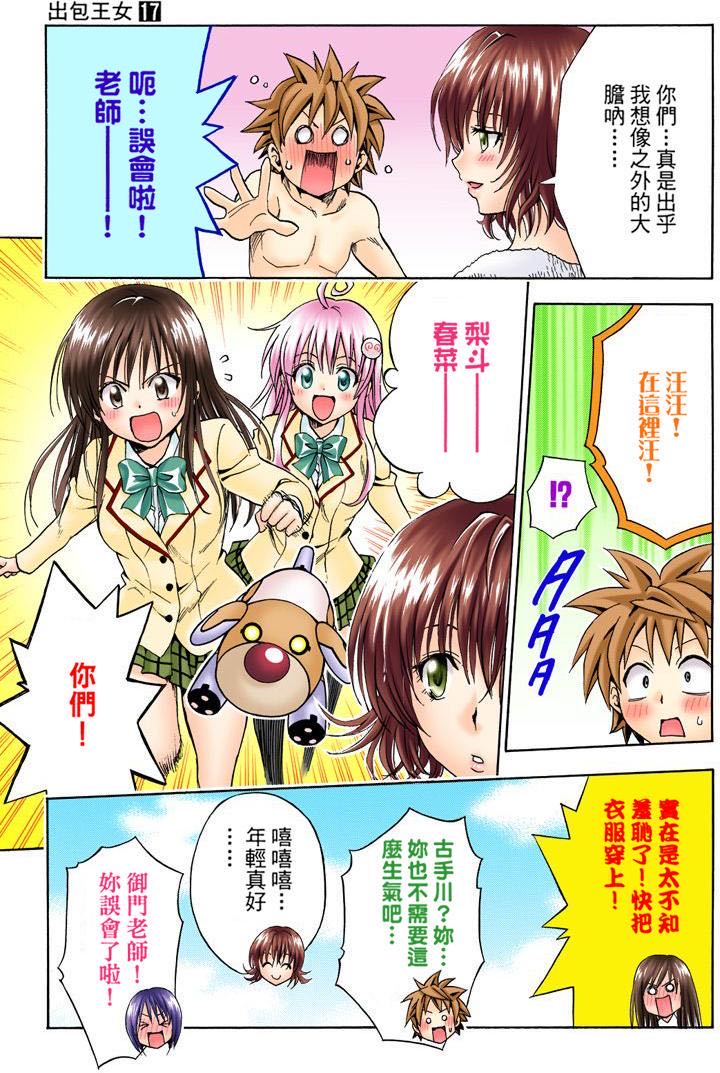 出包王女 17
你們…真是出乎
我想像之外的大
膽吶……
呃…誤會啦！
老師——！
汪汪！
在這裡汪！
!?
タタタタ
梨斗——
春菜——
你們！
實在是太不知
羞恥了！快把
衣服穿上！
古手川？妳…
妳也不需要這
麼生氣吧…
嘻嘻嘻…
年輕真好
……
御門老師！
妳誤會了啦！